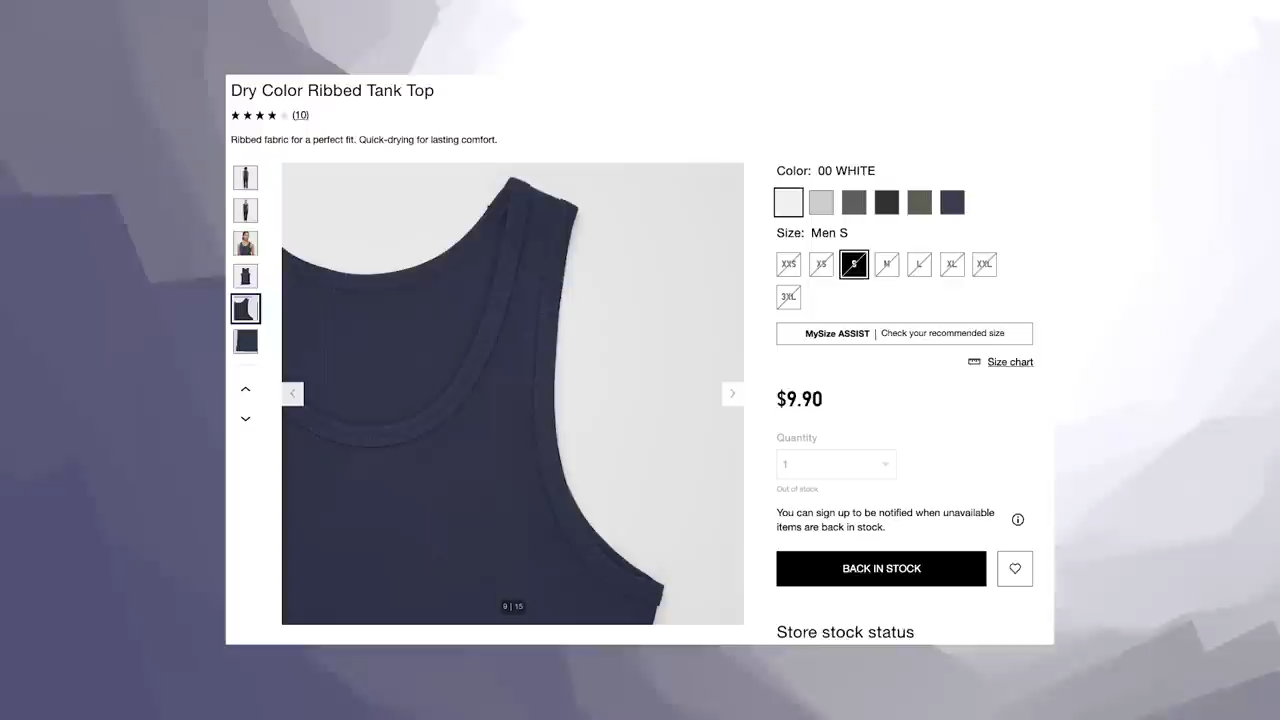 Dry Color Ribbed Tank Top
(10)
Ribbed fabric for a perfect fit. Quick-drying for lasting comfort.
Color: 00 WHITE
Size: Men S
XXS XS S M L XL XXL
3XL
MySize ASSIST | Check your recommended size
Size chart
$9.90
Quantity
1
Out of stock
You can sign up to be notified when unavailable
items are back in stock.
BACK IN STOCK
9 | 15
Store stock status